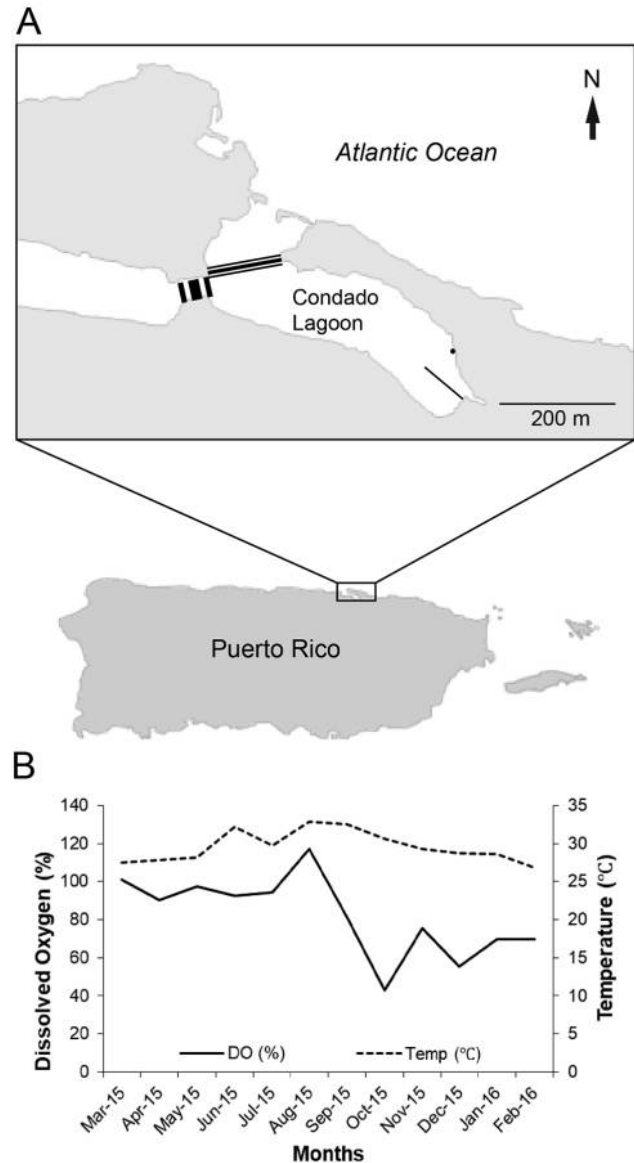 A
N
Atlantic Ocean
Condado
Lagoon
200 m
Puerto Rico
B
140
120
100
80
60
40
20
0
Dissolved Oxygen (%)
35
30
25
20
15
10
5
0
Temperature (℃)
DO (%)
Temp (℃)
Mar-15
Apr-15
May-15
Jun-15
Jul-15
Aug-15
Sep-15
Oct-15
Nov-15
Dec-15
Jan-16
Feb-16
Months